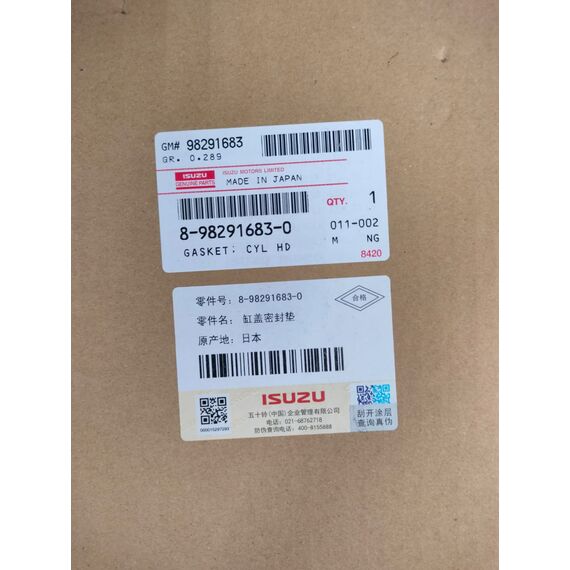 GM# 98291683
GR. 0.289
ISUZU
GENUINE PARTS
ISUZU MOTORS LIMITED
MADE IN JAPAN
QTY. 1
8-98291683-0
011-002
GASKET; CYL HD
M NG
8420
零件号: 8-98291683-0
合格
零件名: 缸盖密封垫
原产地: 日本
ISUZU
五十铃(中国)企业管理有限公司
电话: 021-68762718
防伪查询电话: 400-8155888
刮开涂层
查询真伪